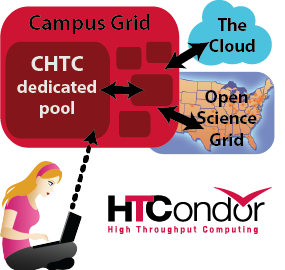 Campus Grid
CHTC
dedicated
pool
The
Cloud
Open
Science
Grid
HTCondor
High Throughput Computing